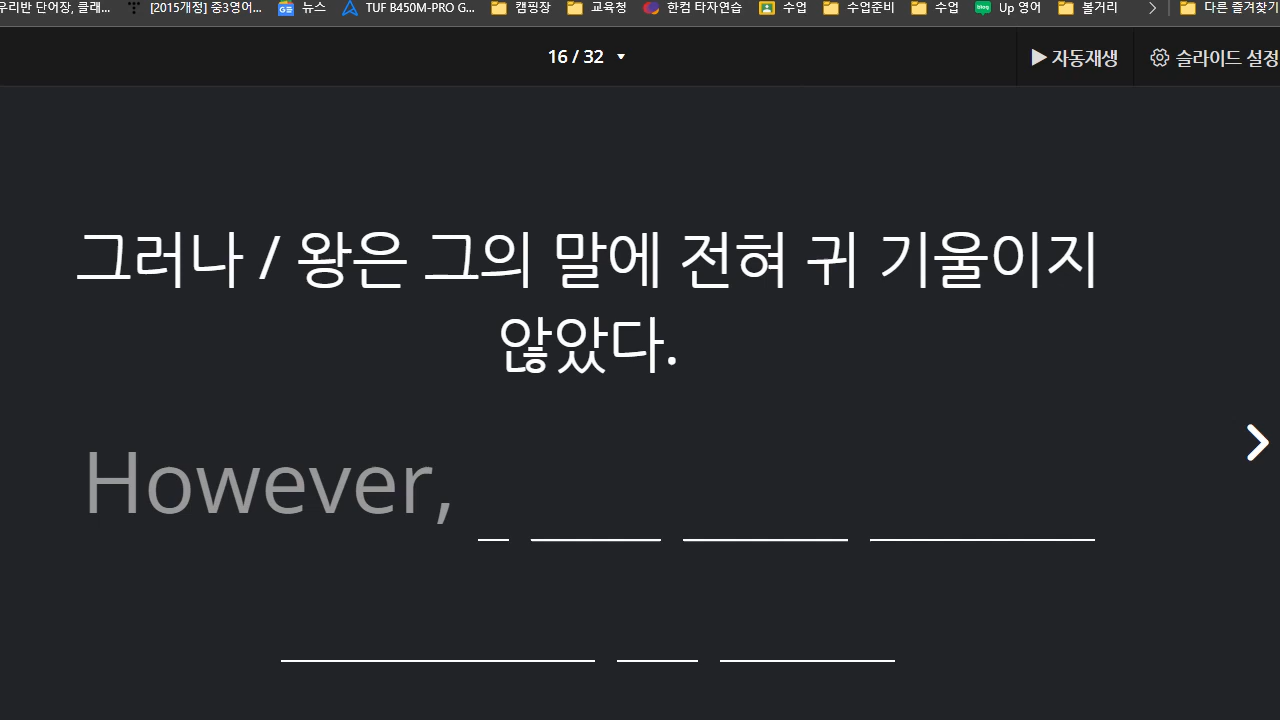 우리반 단어장, 클래... [2015개정] 중3영어... 뉴스 TUF B450M-PRO G... 캠핑장 교육청 한컴 타자연습 수업 수업준비 수업 Up 영어 볼거리 다른 즐겨찾기
16 / 32 자동재생 슬라이드 설정
그러나 / 왕은 그의 말에 전혀 귀 기울이지
않았다.
However,